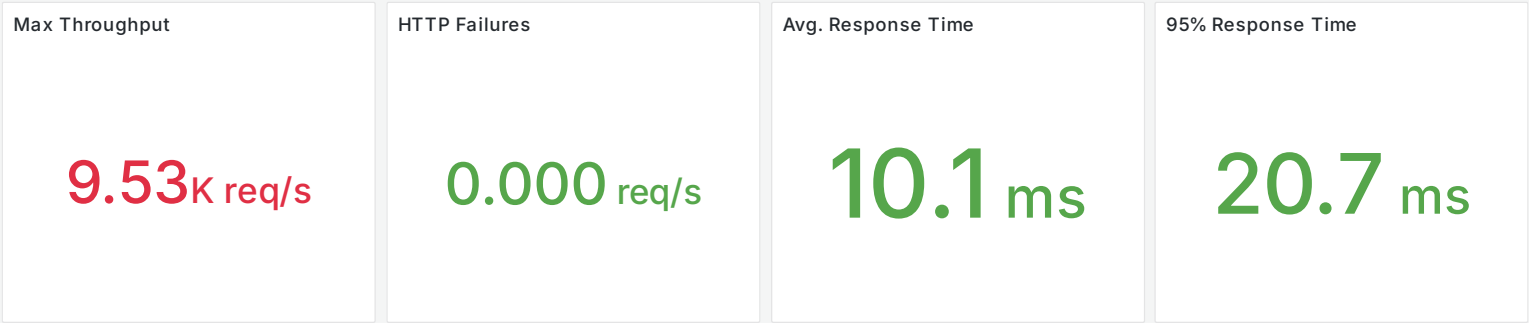 Max Throughput
9.53K req/s
HTTP Failures
0.000 req/s
Avg. Response Time
10.1 ms
95% Response Time
20.7 ms